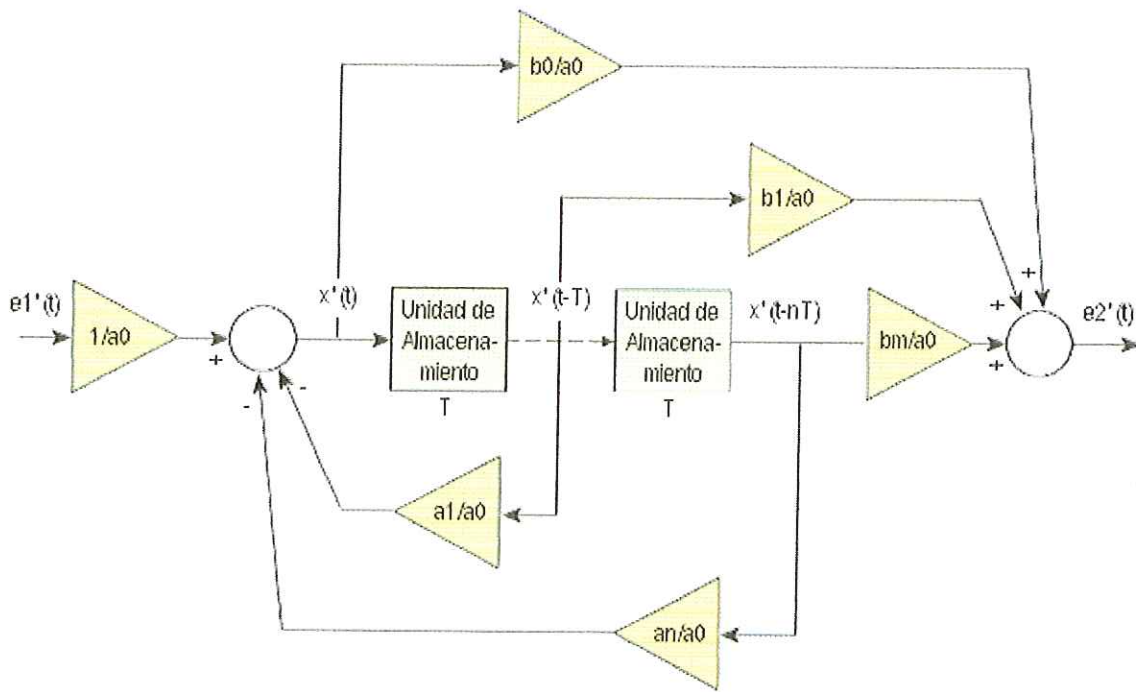 b0/a0
b1/a0
e1'(t)
1/a0
+
-
-
x'(t)
Unidad de
Almacena-
miento
T
x'(t-T)
Unidad de
Almacena-
miento
T
x'(t-nT)
bm/a0
+
+
+
e2'(t)
a1/a0
an/a0